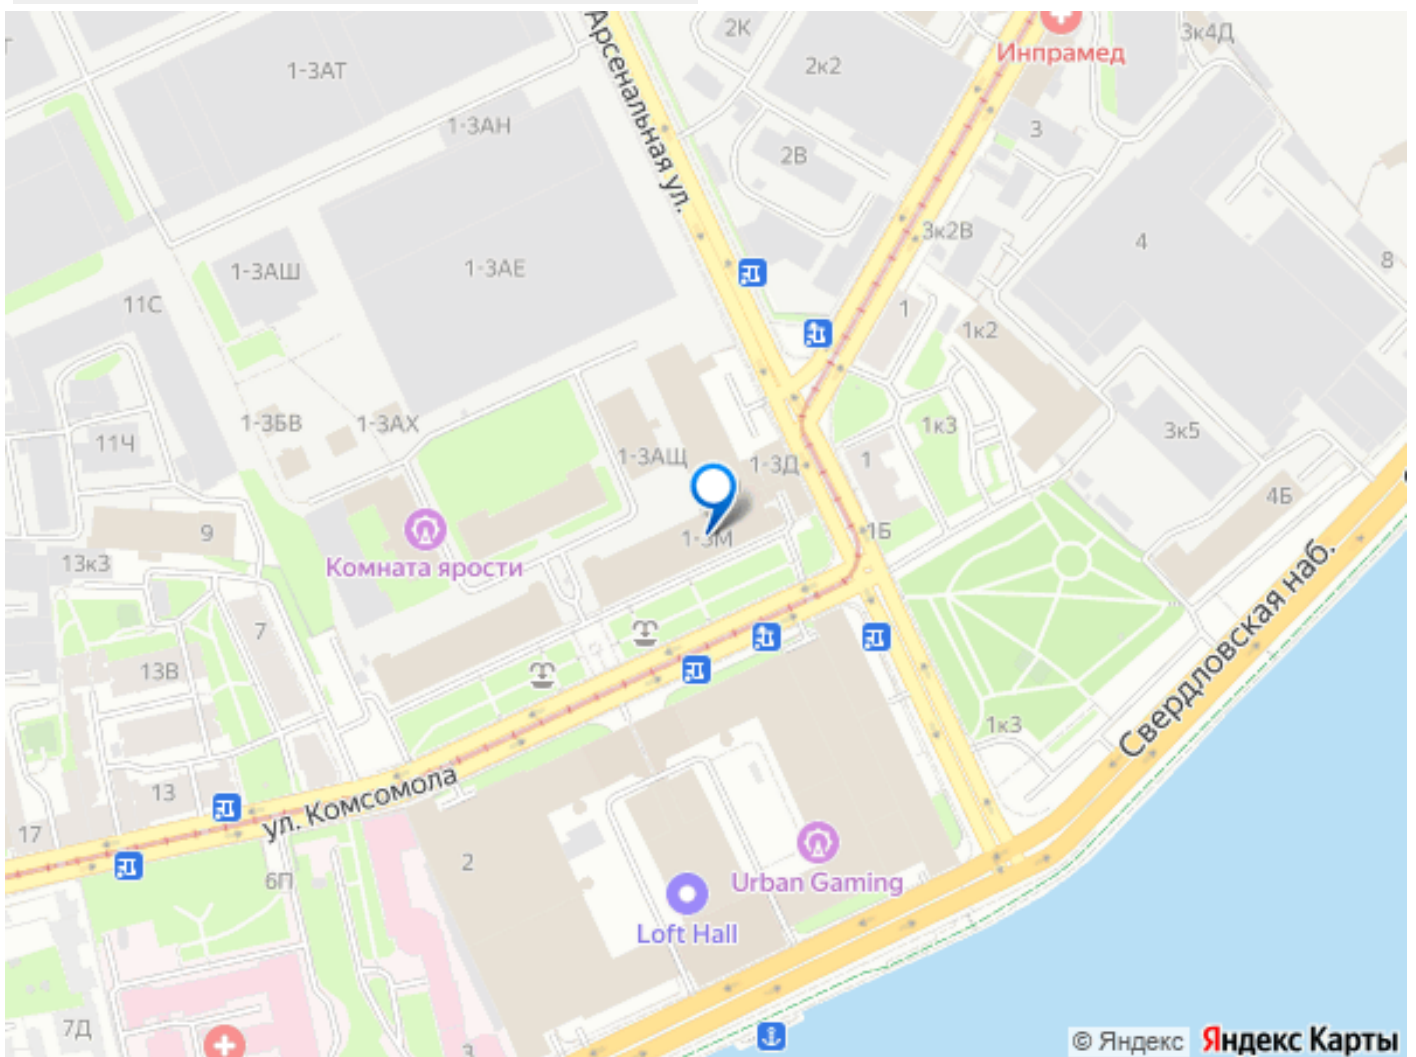 2К
3к4Д
Инпрамед
1-3АТ
2к2
1-3АН
Арсенальная ул.
3
2В
3к2В
4
8
1-3АШ
1-3АЕ
11С
1
1к2
1-3БВ
1-3АХ
11Ч
1к3
3к5
1-3АЩ
1-3Д
1
4Б
9
1-3М
1Б
13к3
Комната ярости
Свердловская наб.
7
13В
1к3
13
ул. Комсомола
17
2
6П
Urban Gaming
Loft Hall
7Д
3
© Яндекс Яндекс Карты